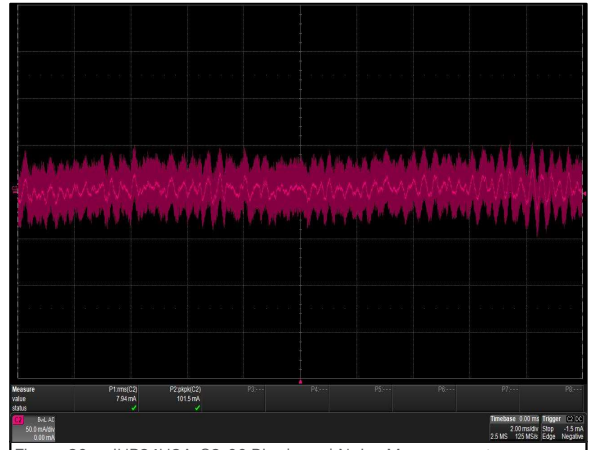 Measure P1:rms(C2) P2:pkpk(C2) P3:--- P4:--- P5:--- P6:--- P7:--- P8:---
value 7.94 mA 101.5 mA
status
C2 BwL AC Timebase 0.00 ms Trigger C2 DC
50.0 mA/div 2.00 ms/div Stop -1.5 mA
0.00 mA 2.5 MS 125 MS/s Edge Negative